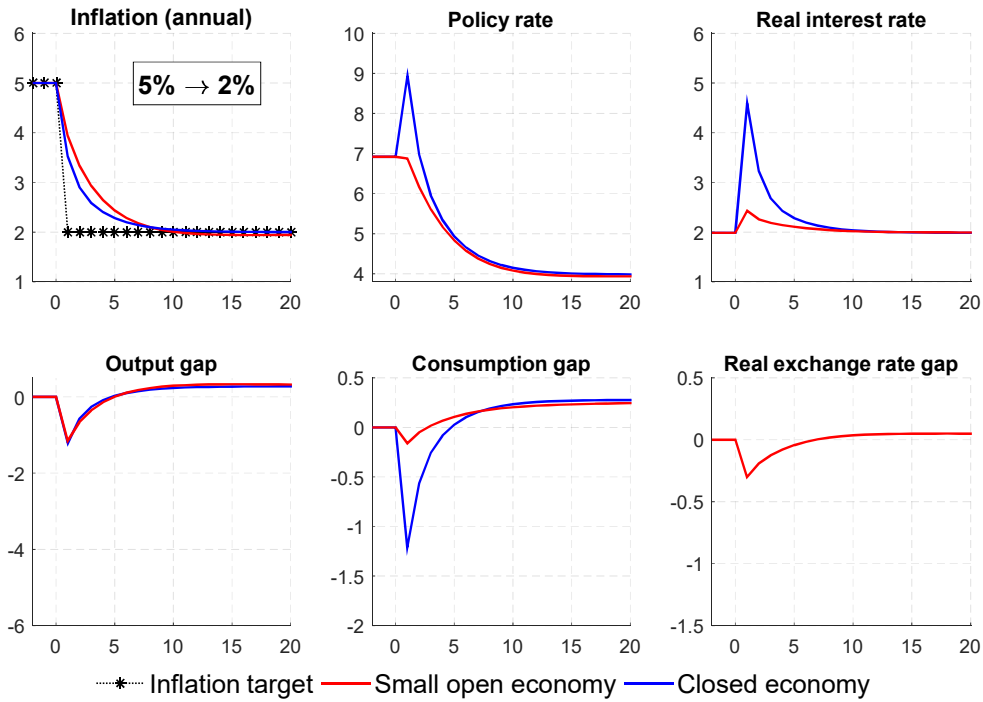 Inflation (annual)
Policy rate
Real interest rate
6
5
4
3
2
1
5% → 2%
0 5 10 15 20
10
9
8
7
6
5
4
0 5 10 15 20
6
5
4
3
2
1
0 5 10 15 20
Output gap
Consumption gap
Real exchange rate gap
0
-2
-4
-6
0 5 10 15 20
0.5
0
-0.5
-1
-1.5
-2
0 5 10 15 20
0.5
0
-0.5
-1
-1.5
0 5 10 15 20
Inflation target Small open economy Closed economy